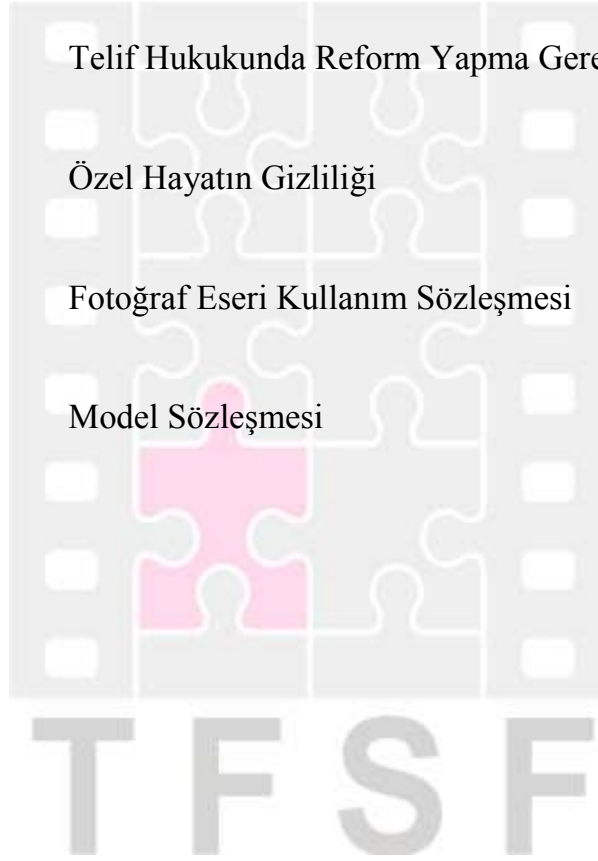 Telif Hukukunda Reform Yapma
Özel Hayatın Gizliliği
Fotoğraf Eseri Kullanım Sözleşmesi
Model Sözleşmesi
TFSF